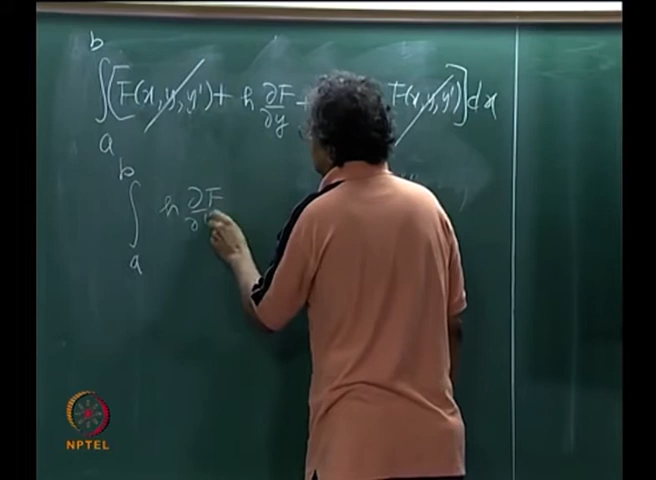 b
∫ [F(x, y, y') + h ∂F/∂y + F(x, y, y')] dx
a
b
∫ h ∂F/∂
a
NPTEL